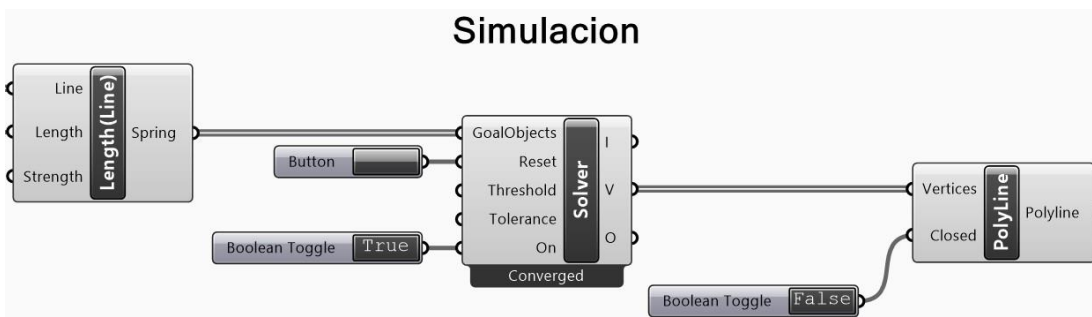 Simulacion
Line
Length
Strength
Length(Line)
Spring
Button
Boolean Toggle True
GoalObjects
Reset
Threshold
Tolerance
On
Solver
I
V
O
Converged
Boolean Toggle False
Vertices
Closed
PolyLine
Polyline